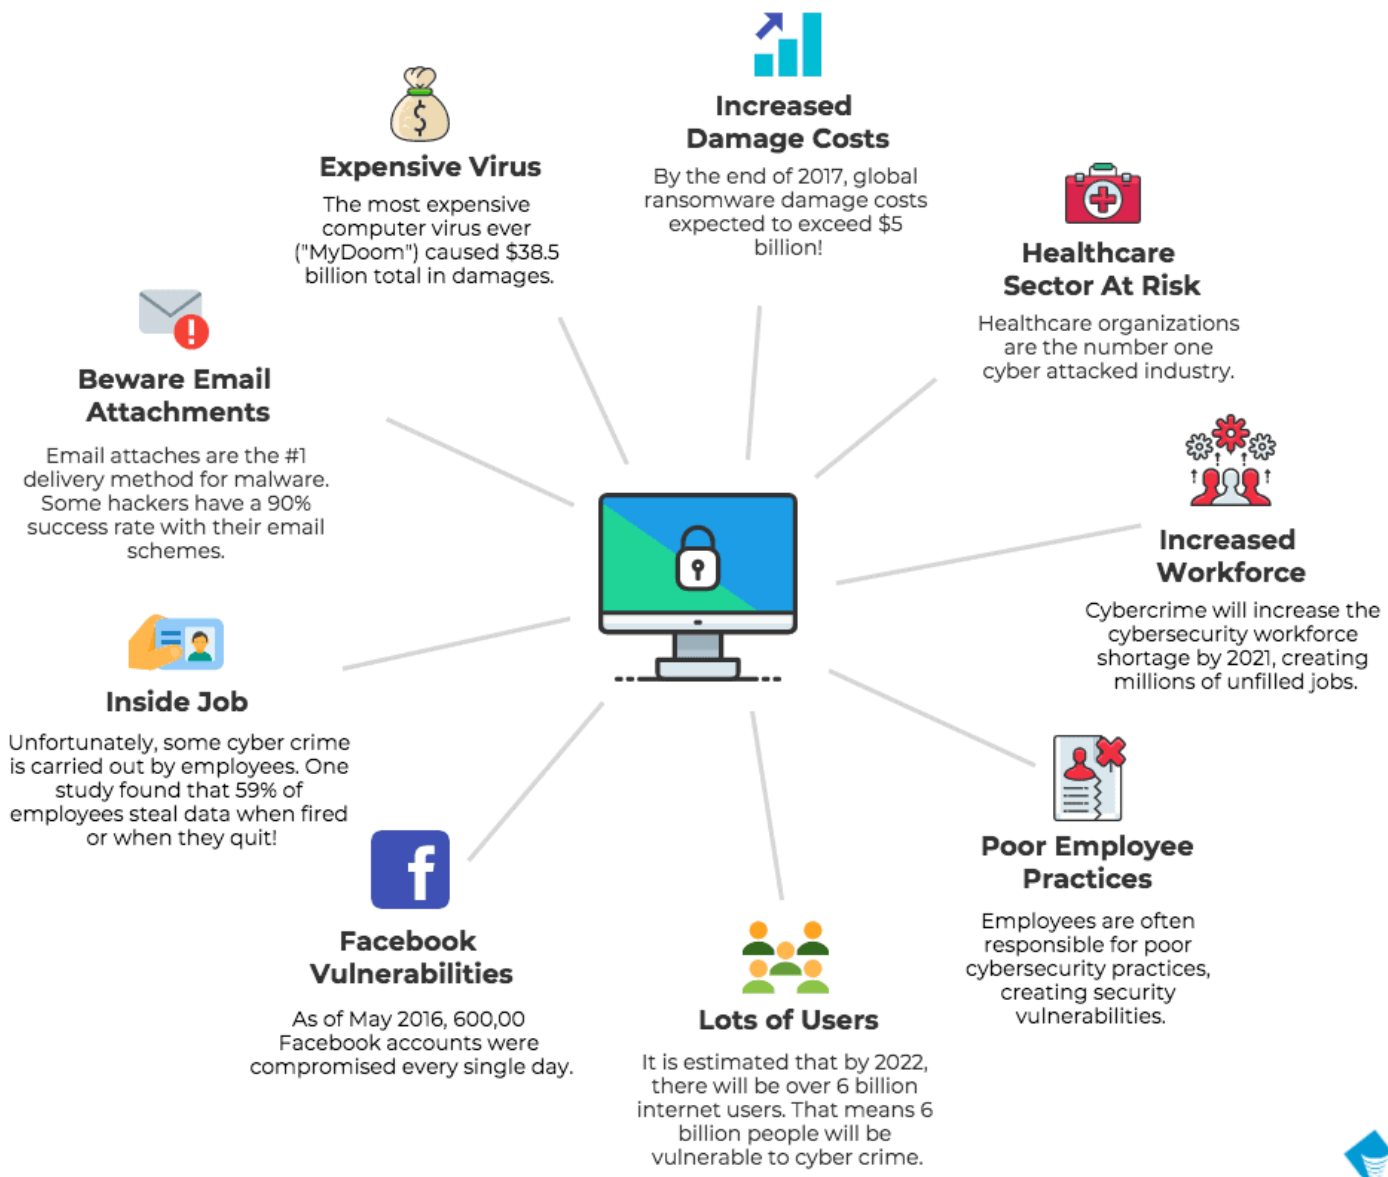 Increased
Damage Costs
By the end of 2017, global
ransomware damage costs
expected to exceed $5
billion!
Expensive Virus
The most expensive
computer virus ever
("MyDoom") caused $38.5
billion total in damages.
Healthcare
Sector At Risk
Healthcare organizations
are the number one
cyber attacked industry.
Beware Email
Attachments
Email attaches are the #1
delivery method for malware.
Some hackers have a 90%
success rate with their email
schemes.
Increased
Workforce
Cybercrime will increase the
cybersecurity workforce
shortage by 2021, creating
millions of unfilled jobs.
Inside Job
Unfortunately, some cyber crime
is carried out by employees. One
study found that 59% of
employees steal data when fired
or when they quit!
Poor Employee
Practices
Employees are often
responsible for poor
cybersecurity practices,
creating security
vulnerabilities.
f
Facebook
Vulnerabilities
As of May 2016, 600,00
Facebook accounts were
compromised every single day.
Lots of Users
It is estimated that by 2022,
there will be over 6 billion
internet users. That means 6
billion people will be
vulnerable to cyber crime.